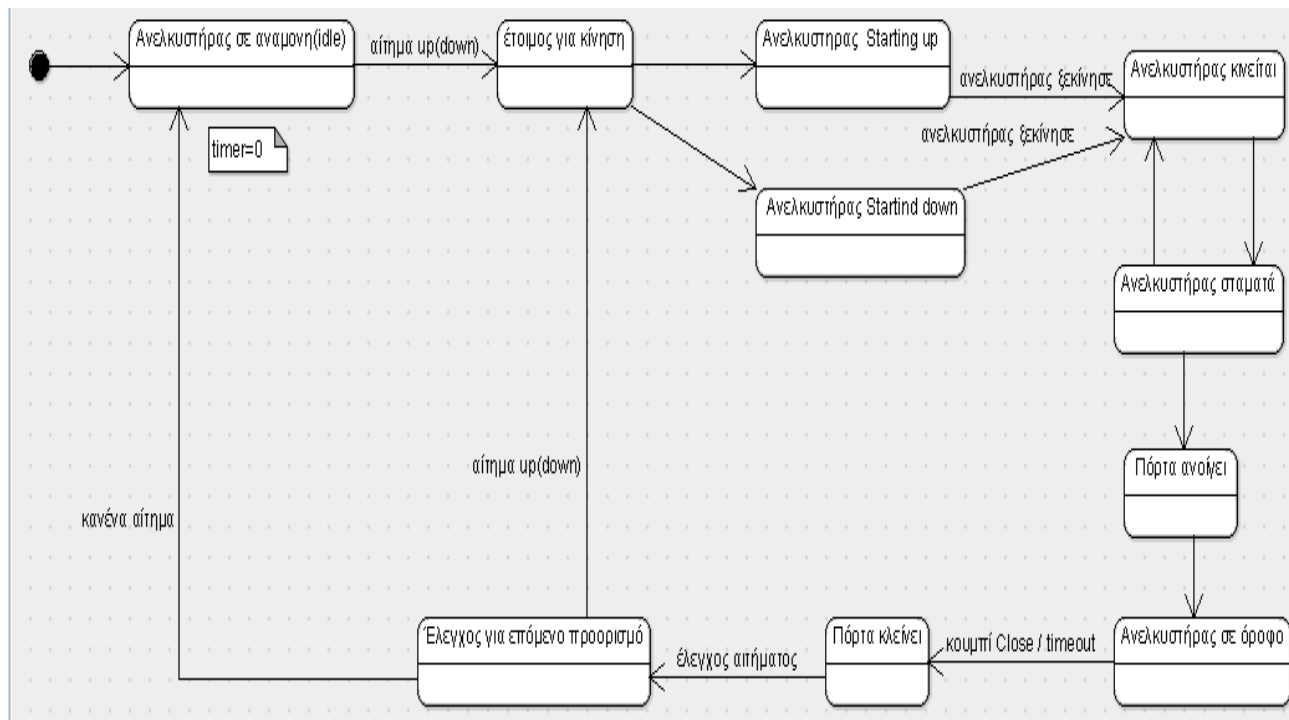 Ανελκυστήρας σε αναμονη(idle)
αίτημα up(down)
έτοιμος για κίνηση
Ανελκυστηρας Starting up
ανελκυστήρας ξεκίνησε
Ανελκυστήρας κινείται
timer=0
ανελκυστήρας ξεκίνησε
Ανελκυστήρας Startind down
Ανελκυστήρας σταματά
Πόρτα ανοίγει
αίτημα up(down)
κανένα αίτημα
Έλεγχος για επόμενο προορισμό
έλεγχος αιτήματος
Πόρτα κλείνει
κουμπί Close / timeout
Ανελκυστήρας σε όροφο